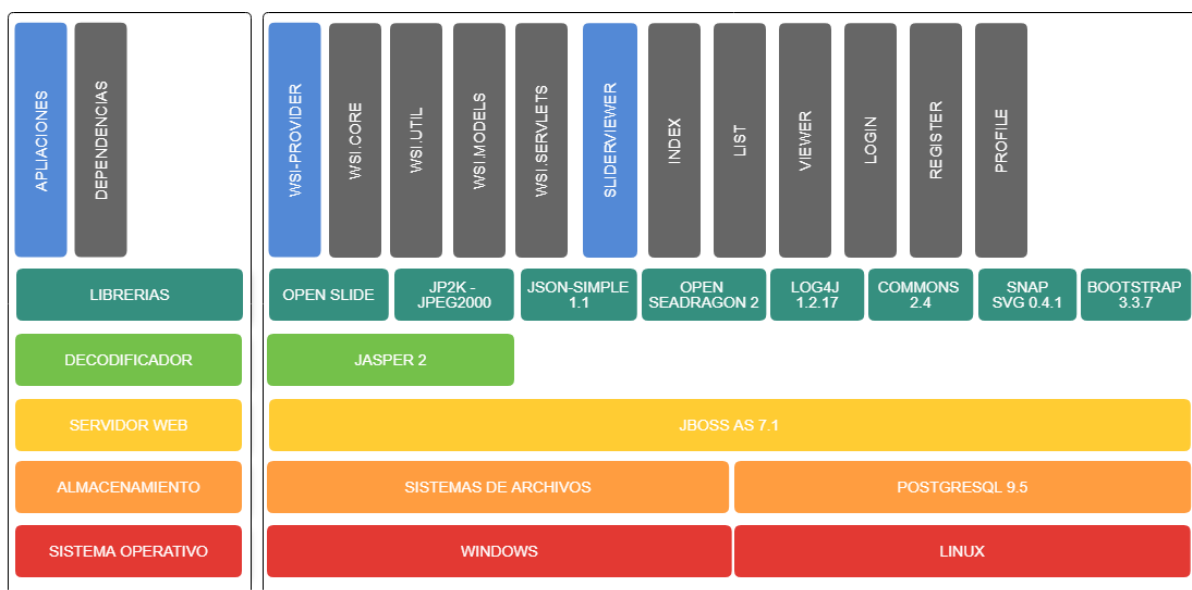 APLIACIONES
DEPENDENCIAS
WSI-PROVIDER
WSI.CORE
WSI.UTIL
WSI.MODELS
WSI.SERVLETS
SLIDERVIEWER
INDEX
LIST
VIEWER
LOGIN
REGISTER
PROFILE
LIBRERIAS
OPEN SLIDE
JP2K -
JPEG2000
JSON-SIMPLE
1.1
OPEN
SEADRAGON 2
LOG4J
1.2.17
COMMONS
2.4
SNAP
SVG 0.4.1
BOOTSTRAP
3.3.7
DECODIFICADOR
JASPER 2
SERVIDOR WEB
JBOSS AS 7.1
ALMACENAMIENTO
SISTEMAS DE ARCHIVOS
POSTGRESQL 9.5
SISTEMA OPERATIVO
WINDOWS
LINUX